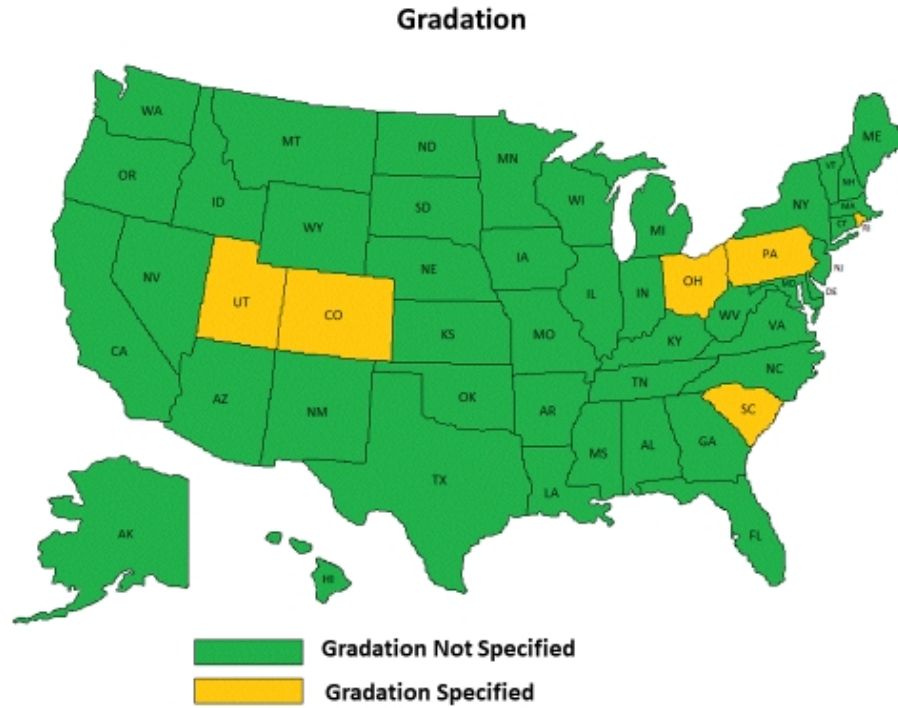 Gradation
WA
MT
ND
MN
ME
OR
ID
WY
SD
WI
MI
NY
VT
NH
MA
CT
RI
NV
UT
CO
NE
IA
IL
IN
OH
PA
NJ
MD
DE
CA
KS
MO
KY
WV
VA
AZ
NM
OK
AR
TN
NC
SC
TX
LA
MS
AL
GA
FL
AK
HI
Gradation Not Specified
Gradation Specified